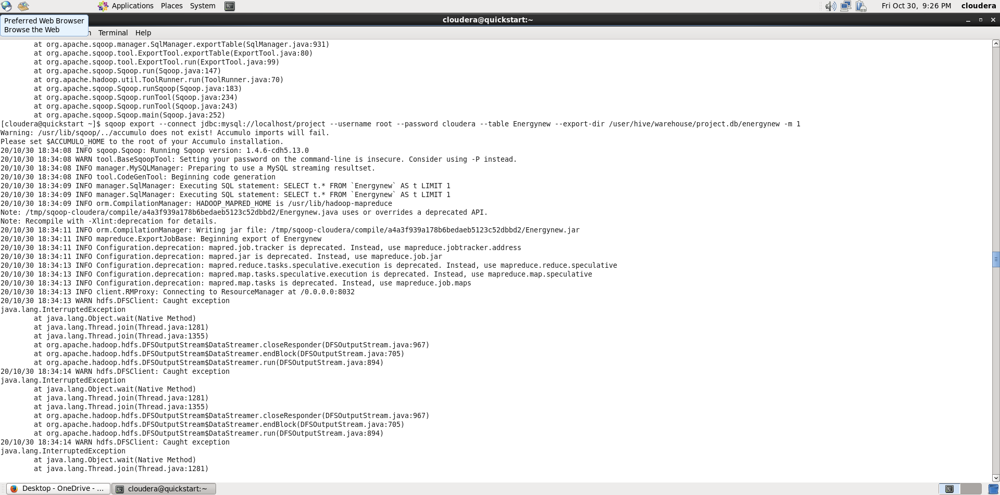 Applications Places System Fri Oct 30, 9:26 PM cloudera
cloudera@quickstart:~
Preferred Web Browser
Browse the Web
Terminal Help
at org.apache.sqoop.manager.SqlManager.exportTable(SqlManager.java:931)
at org.apache.sqoop.tool.ExportTool.exportTable(ExportTool.java:80)
at org.apache.sqoop.tool.ExportTool.run(ExportTool.java:99)
at org.apache.sqoop.Sqoop.run(Sqoop.java:147)
at org.apache.hadoop.util.ToolRunner.run(ToolRunner.java:70)
at org.apache.sqoop.Sqoop.runSqoop(Sqoop.java:183)
at org.apache.sqoop.Sqoop.runTool(Sqoop.java:234)
at org.apache.sqoop.Sqoop.runTool(Sqoop.java:243)
at org.apache.sqoop.Sqoop.main(Sqoop.java:252)
[cloudera@quickstart ~]$ sqoop export --connect jdbc:mysql://localhost/project --username root --password cloudera --table Energynew --export-dir /user/hive/warehouse/project.db/energynew -m 1
Warning: /usr/lib/sqoop/../accumulo does not exist! Accumulo imports will fail.
Please set $ACCUMULO_HOME to the root of your Accumulo installation.
20/10/30 18:34:08 INFO sqoop.Sqoop: Running Sqoop version: 1.4.6-cdh5.13.0
20/10/30 18:34:08 WARN tool.BaseSqoopTool: Setting your password on the command-line is insecure. Consider using -P instead.
20/10/30 18:34:08 INFO manager.MySQLManager: Preparing to use a MySQL streaming resultset.
20/10/30 18:34:08 INFO tool.CodeGenTool: Beginning code generation
20/10/30 18:34:09 INFO manager.SqlManager: Executing SQL statement: SELECT t.* FROM `Energynew` AS t LIMIT 1
20/10/30 18:34:09 INFO manager.SqlManager: Executing SQL statement: SELECT t.* FROM `Energynew` AS t LIMIT 1
20/10/30 18:34:09 INFO orm.CompilationManager: HADOOP_MAPRED_HOME is /usr/lib/hadoop-mapreduce
Note: /tmp/sqoop-cloudera/compile/a4a3f939a178b6bedaeb5123c52dbbd2/Energynew.java uses or overrides a deprecated API.
Note: Recompile with -Xlint:deprecation for details.
20/10/30 18:34:11 INFO orm.CompilationManager: Writing jar file: /tmp/sqoop-cloudera/compile/a4a3f939a178b6bedaeb5123c52dbbd2/Energynew.jar
20/10/30 18:34:11 INFO mapreduce.ExportJobBase: Beginning export of Energynew
20/10/30 18:34:11 INFO Configuration.deprecation: mapred.job.tracker is deprecated. Instead, use mapreduce.jobtracker.address
20/10/30 18:34:11 INFO Configuration.deprecation: mapred.jar is deprecated. Instead, use mapreduce.job.jar
20/10/30 18:34:13 INFO Configuration.deprecation: mapred.reduce.tasks.speculative.execution is deprecated. Instead, use mapreduce.reduce.speculative
20/10/30 18:34:13 INFO Configuration.deprecation: mapred.map.tasks.speculative.execution is deprecated. Instead, use mapreduce.map.speculative
20/10/30 18:34:13 INFO Configuration.deprecation: mapred.map.tasks is deprecated. Instead, use mapreduce.job.maps
20/10/30 18:34:13 INFO client.RMProxy: Connecting to ResourceManager at /0.0.0.0:8032
20/10/30 18:34:13 WARN hdfs.DFSClient: Caught exception
java.lang.InterruptedException
at java.lang.Object.wait(Native Method)
at java.lang.Thread.join(Thread.java:1281)
at java.lang.Thread.join(Thread.java:1355)
at org.apache.hadoop.hdfs.DFSOutputStream$DataStreamer.closeResponder(DFSOutputStream.java:967)
at org.apache.hadoop.hdfs.DFSOutputStream$DataStreamer.endBlock(DFSOutputStream.java:705)
at org.apache.hadoop.hdfs.DFSOutputStream$DataStreamer.run(DFSOutputStream.java:894)
20/10/30 18:34:14 WARN hdfs.DFSClient: Caught exception
java.lang.InterruptedException
at java.lang.Object.wait(Native Method)
at java.lang.Thread.join(Thread.java:1281)
at java.lang.Thread.join(Thread.java:1355)
at org.apache.hadoop.hdfs.DFSOutputStream$DataStreamer.closeResponder(DFSOutputStream.java:967)
at org.apache.hadoop.hdfs.DFSOutputStream$DataStreamer.endBlock(DFSOutputStream.java:705)
at org.apache.hadoop.hdfs.DFSOutputStream$DataStreamer.run(DFSOutputStream.java:894)
20/10/30 18:34:14 WARN hdfs.DFSClient: Caught exception
java.lang.InterruptedException
at java.lang.Object.wait(Native Method)
at java.lang.Thread.join(Thread.java:1281)
Desktop - OneDrive - ... cloudera@quickstart:~